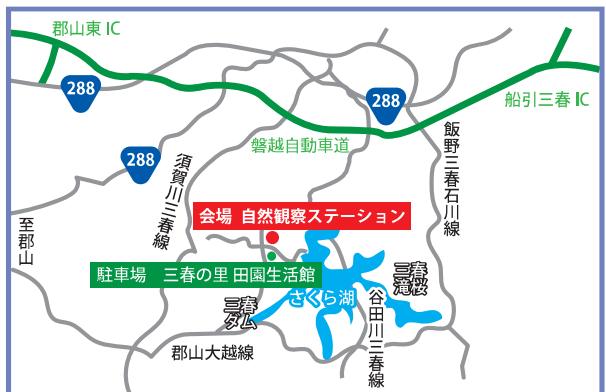 郡山東 IC
288
288
船引三春 IC
磐越自動車道
飯野三春石川線
288
須賀川三春線
至郡山
会場 自然観察ステーション
駐車場 三春の里 田園生活館
さくら湖
三春
滝桜
三春
ダム
谷田川三春線
郡山大越線